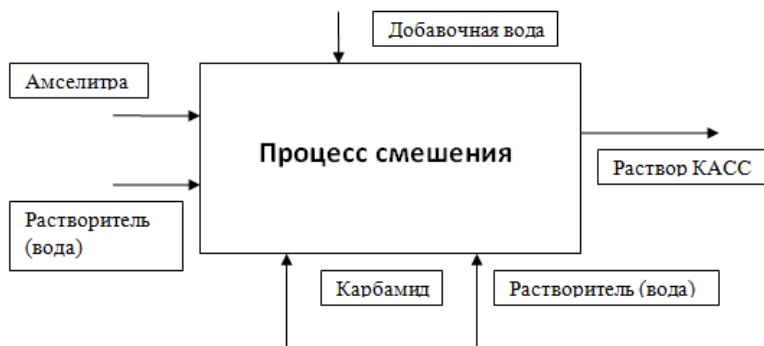 Добавочная вода
Амселитра
Процесс смешения
Раствор КАСС
Растворитель
(вода)
Карбамид
Растворитель (вода)